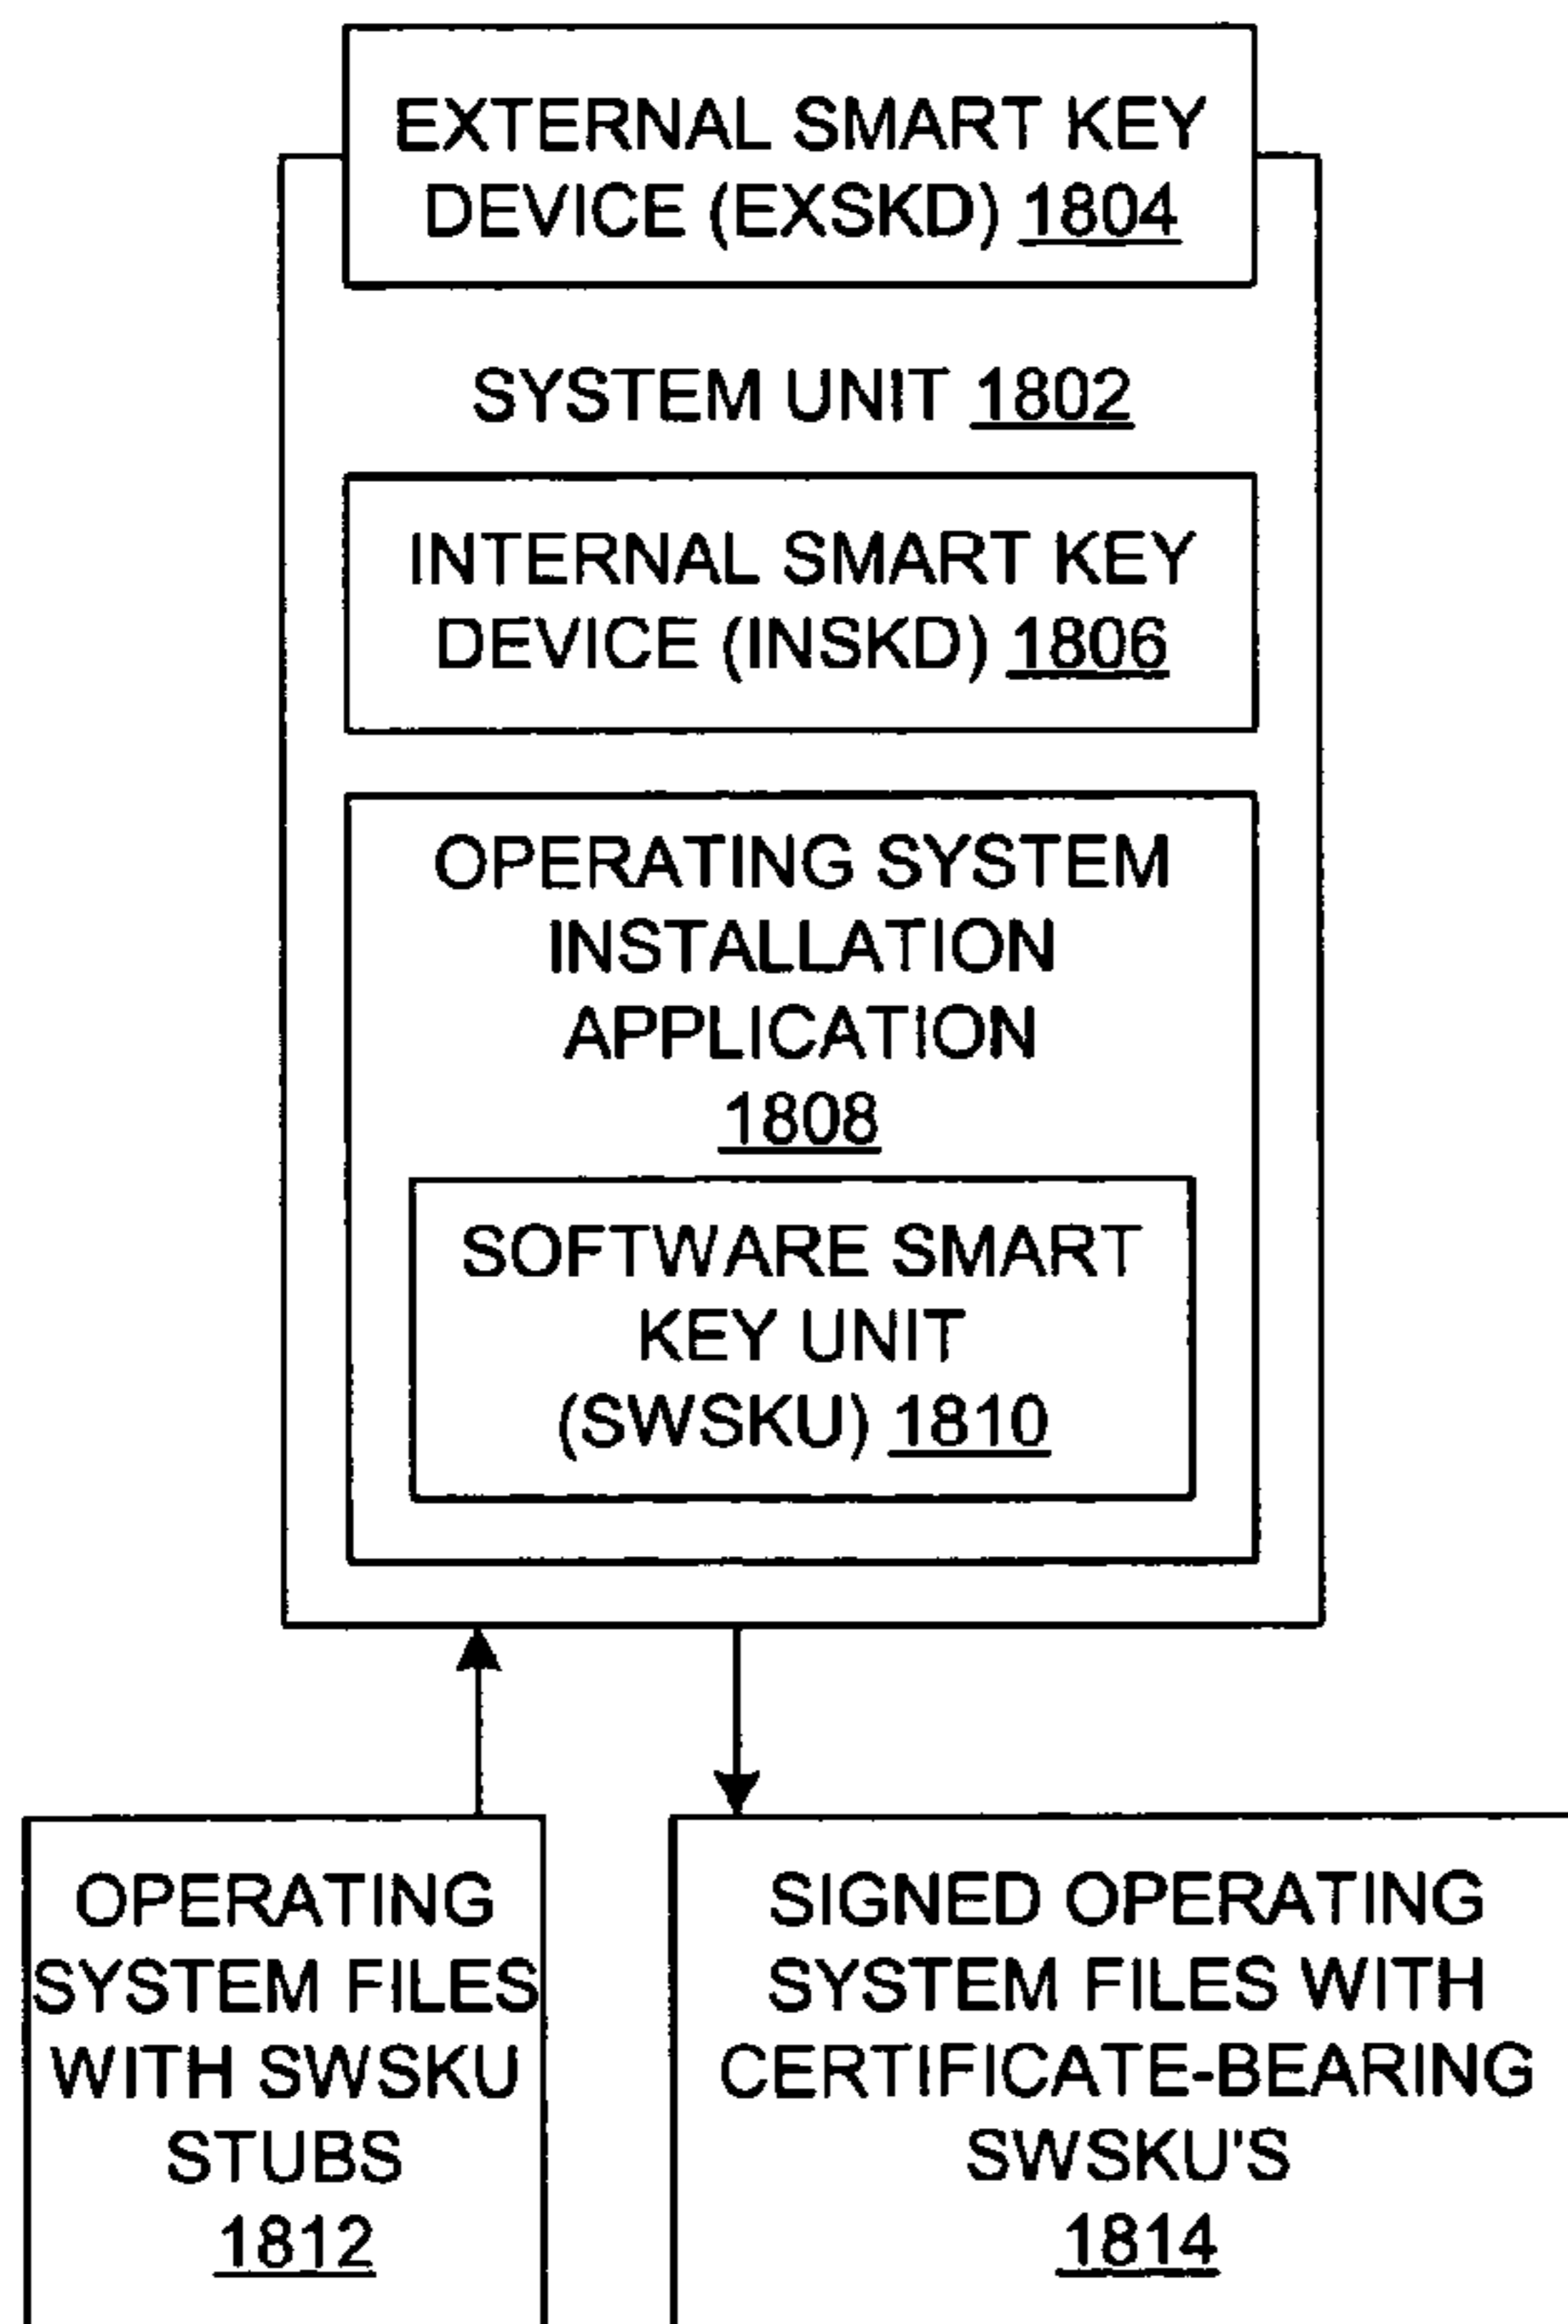 EXTERNAL SMART KEY
DEVICE (EXSKD) 1804
SYSTEM UNIT 1802
INTERNAL SMART KEY
DEVICE (INSKD) 1806
OPERATING SYSTEM
INSTALLATION
APPLICATION
1808
SOFTWARE SMART
KEY UNIT
(SWSKU) 1810
OPERATING
SYSTEM FILES
WITH SWSKU
STUBS
1812
SIGNED OPERATING
SYSTEM FILES WITH
CERTIFICATE-BEARING
SWSKU'S
1814